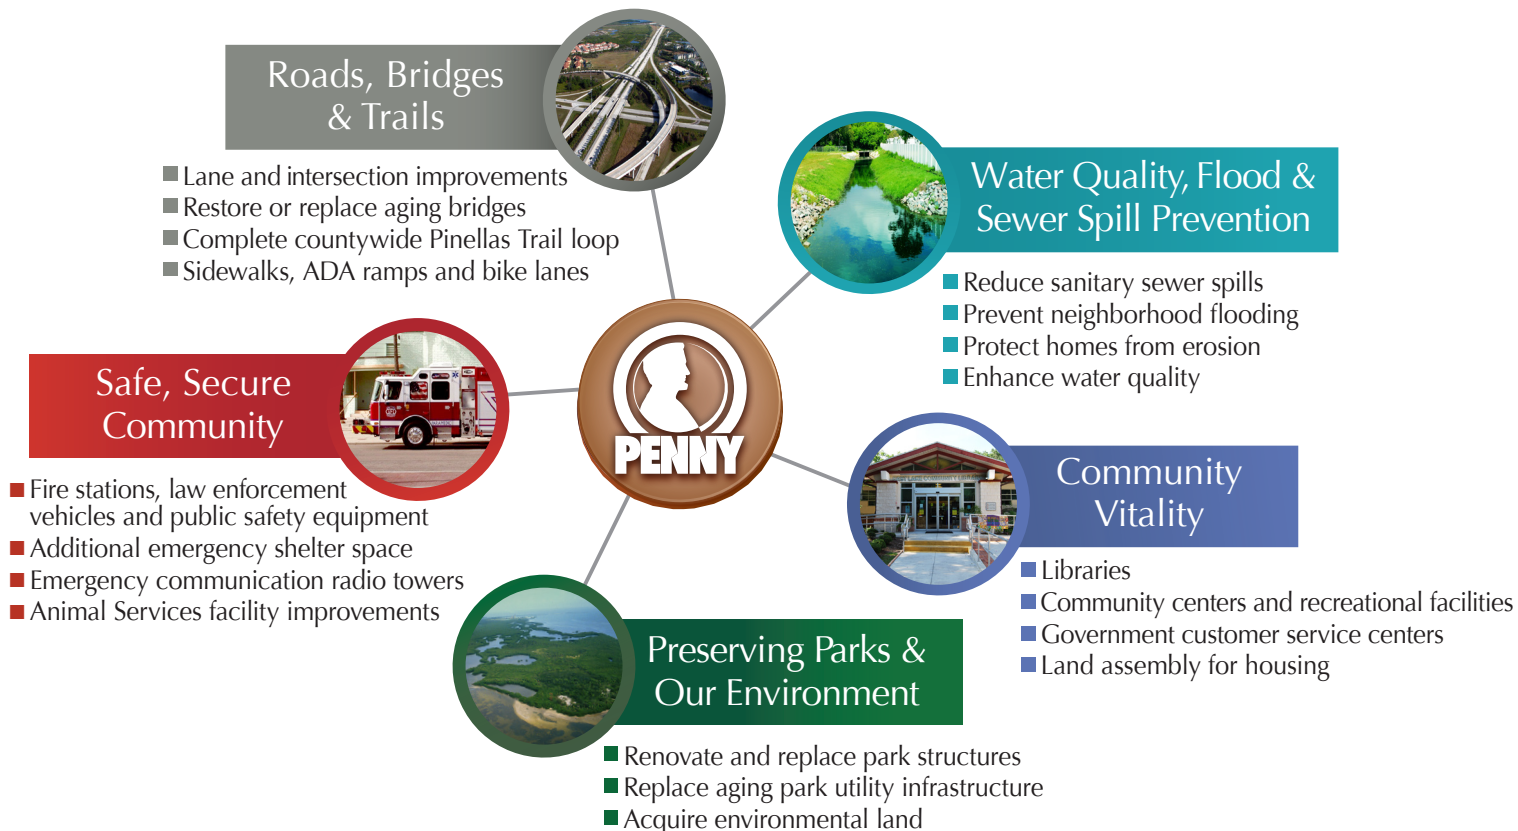 Roads, Bridges
& Trails
Lane and intersection improvements
Restore or replace aging bridges
Complete countywide Pinellas Trail loop
Sidewalks, ADA ramps and bike lanes
Water Quality, Flood &
Sewer Spill Prevention
Reduce sanitary sewer spills
Prevent neighborhood flooding
Protect homes from erosion
Enhance water quality
Safe, Secure
Community
Fire stations, law enforcement
vehicles and public safety equipment
Additional emergency shelter space
Emergency communication radio towers
Animal Services facility improvements
PENNY
Community
Vitality
Libraries
Community centers and recreational facilities
Government customer service centers
Land assembly for housing
Preserving Parks &
Our Environment
Renovate and replace park structures
Replace aging park utility infrastructure
Acquire environmental land